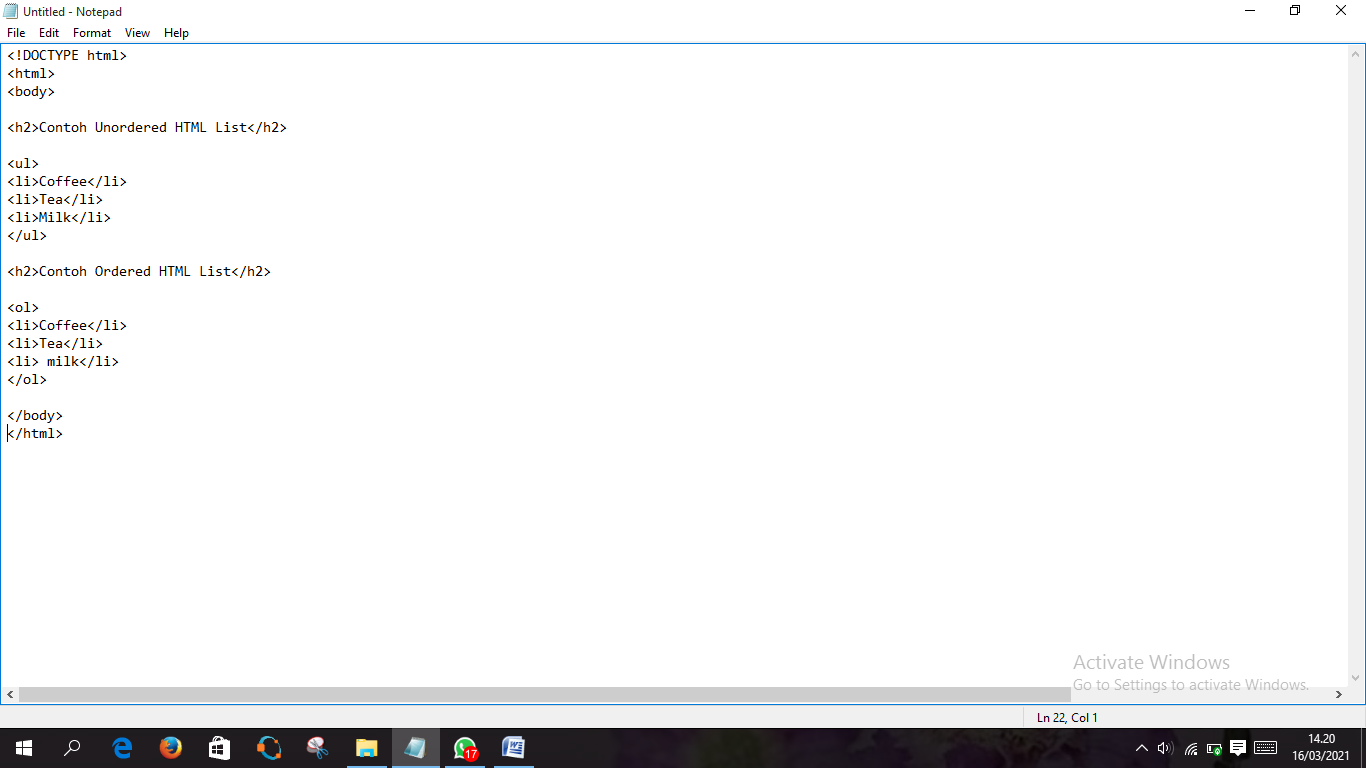 Untitled - Notepad
File Edit Format View Help
<!DOCTYPE html>
<html>
<body>
<h2>Contoh Unordered HTML List</h2>
<ul>
<li>Coffee</li>
<li>Tea</li>
<li>Milk</li>
</ul>
<h2>Contoh Ordered HTML List</h2>
<ol>
<li>Coffee</li>
<li>Tea</li>
<li> milk</li>
</ol>
</body>
</html>
Activate Windows
Go to Settings to activate Windows.
Ln 22, Col 1
17
14.20
16/03/2021